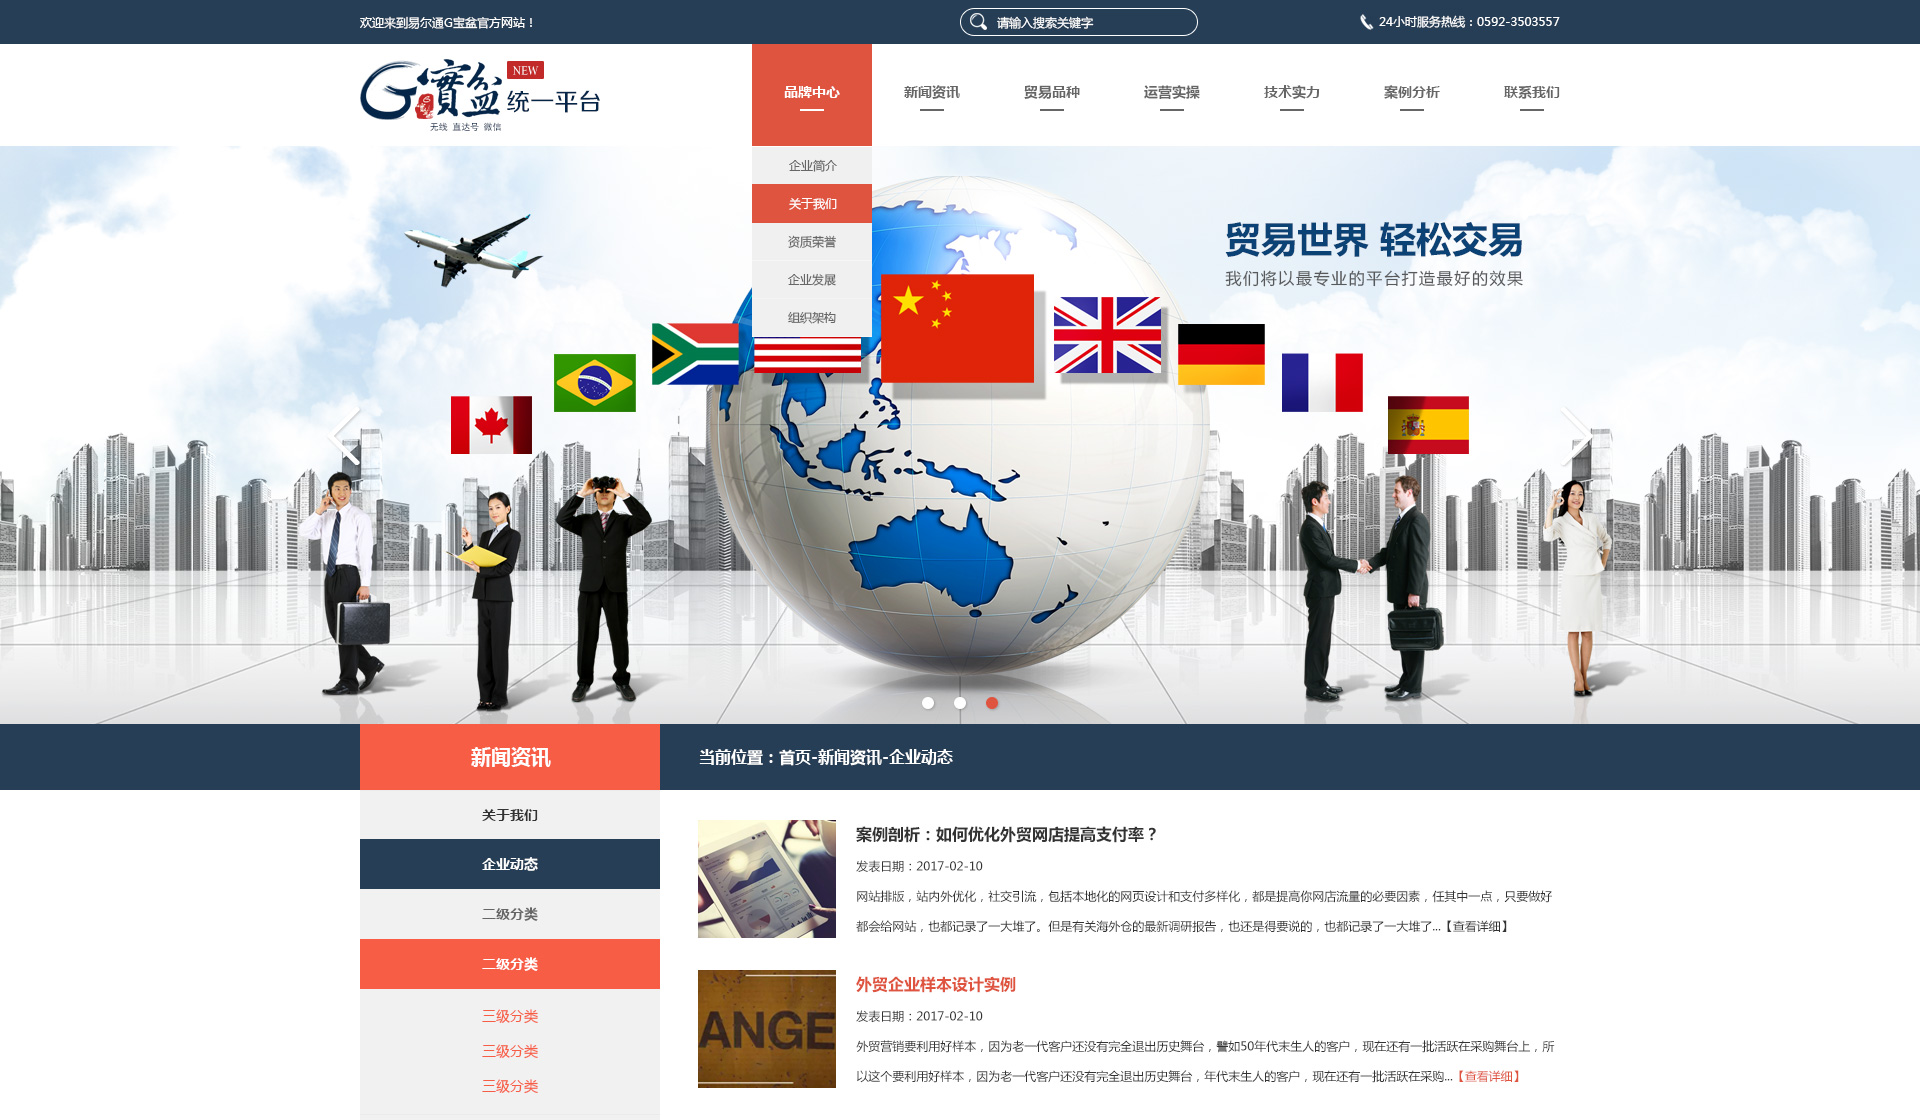 欢迎来到易尔通G宝盆官方网站！
请输入搜索关键字
24小时服务热线：0592-3503557
G寶盆
NEW
统一平台
无线 直达号 微信
品牌中心
新闻资讯
贸易品种
运营实操
技术实力
案例分析
联系我们
企业简介
关于我们
资质荣誉
企业发展
组织架构
贸易世界 轻松交易
我们将以最专业的平台打造最好的效果
新闻资讯
当前位置：首页-新闻资讯-企业动态
关于我们
企业动态
二级分类
二级分类
三级分类
三级分类
三级分类
案例剖析：如何优化外贸网店提高支付率？
发表日期：2017-02-10
网站排版，站内外优化，社交引流，包括本地化的网页设计和支付多样化，都是提高你网店流量的必要因素，任其中一点，只要做好
都会给网站，也都记录了一大堆了。但是有关海外仓的最新调研报告，也还是得要说的，也都记录了一大堆了...【查看详细】
ANGE
外贸企业样本设计实例
发表日期：2017-02-10
外贸营销要利用好样本，因为老一代客户还没有完全退出历史舞台，譬如50年代末生人的客户，现在还有一批活跃在采购舞台上，所
以这个要利用好样本，因为老一代客户还没有完全退出历史舞台，年代末生人的客户，现在还有一批活跃在采购...【查看详细】